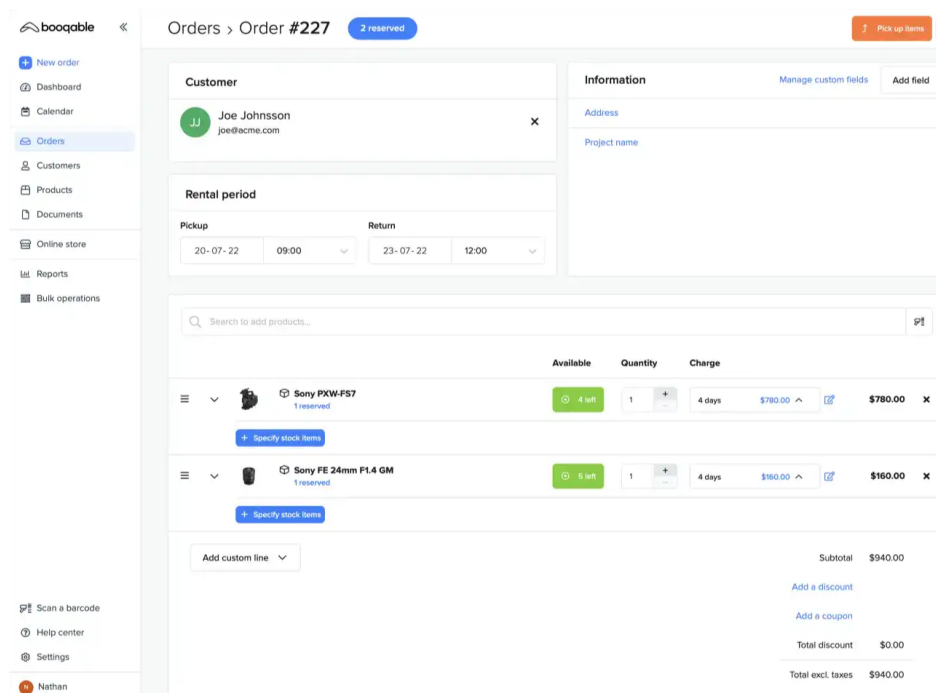 booqable
«
New order
Dashboard
Calendar
Orders
Customers
Products
Documents
Online store
Reports
Bulk operations
Scan a barcode
Help center
Settings
N Nathan
Orders > Order #227 2 reserved
Pick up items
Customer
JJ
Joe Johnsson
joe@acme.com
Information
Manage custom fields
Add field
Address
Project name
Rental period
Pickup
Return
20-07-22 09:00
23-07-22 12:00
Search to add products...
Available Quantity Charge
Sony PXW-FS7
1 reserved
4 left 1 + 4 days $780.00 $780.00
+ Specify stock items
Sony FE 24mm F1.4 GM
1 reserved
5 left 1 + 4 days $160.00 $160.00
+ Specify stock items
Add custom line
Subtotal $940.00
Add a discount
Add a coupon
Total discount $0.00
Total excl. taxes $940.00